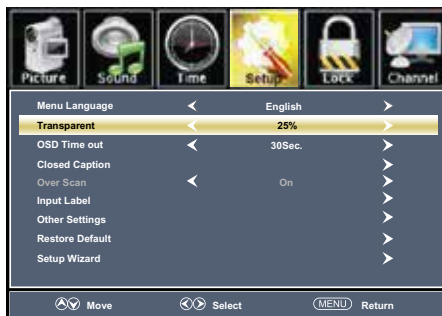 Picture Sound Time Setup Lock Channel
Menu Language English
Transparent 25%
OSD Time out 30Sec.
Closed Caption
Over Scan On
Input Label
Other Settings
Restore Default
Setup Wizard
Move Select MENU Return